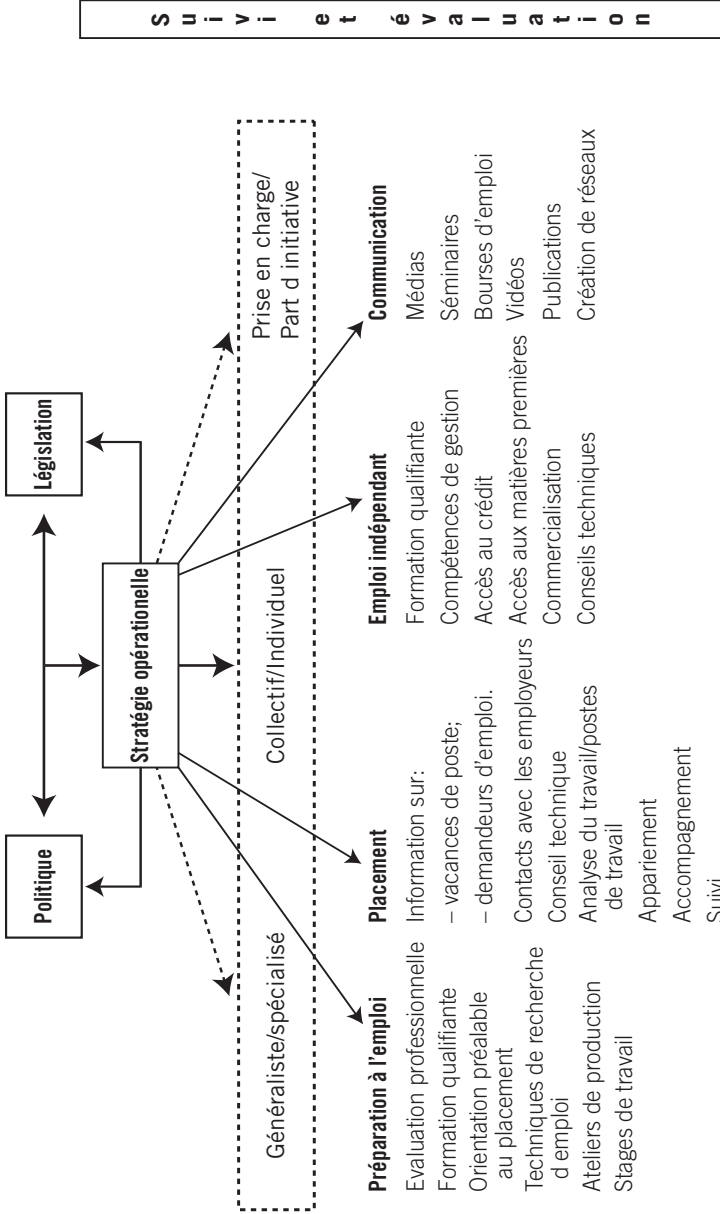 Politique
Législation
Stratégie opérationelle
Généraliste/spécialisé
Collectif/Individuel
Prise en charge/
Part d initiative
Préparation à l'emploi
Evaluation professionnelle
Formation qualifiante
Orientation préalable
au placement
Techniques de recherche
d emploi
Ateliers de production
Stages de travail
Placement
Information sur:
– vacances de poste;
– demandeurs d'emploi.
Contacts avec les employeurs
Conseil technique
Analyse du travail/postes
de travail
Appariement
Accompagnement
Suivi
Emploi indépendant
Formation qualifiante
Compétences de gestion
Accès au crédit
Accès aux matières premières
Commercialisation
Conseils techniques
Communication
Médias
Séminaires
Bourses d'emploi
Vidéos
Publications
Création de réseaux
Suivi et évaluation